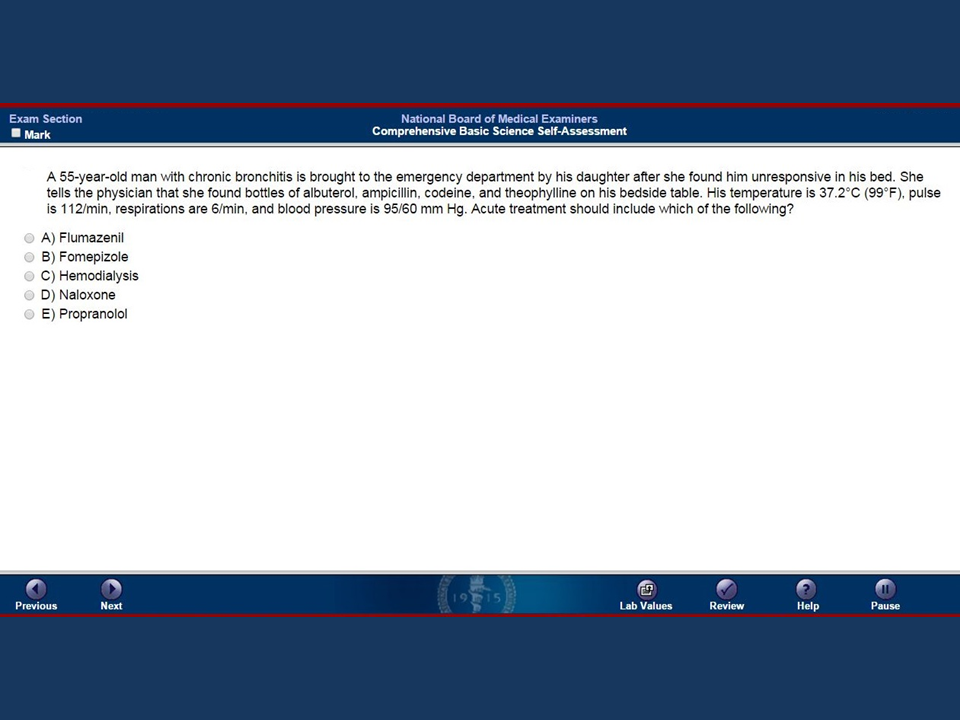 Exam Section
Mark
National Board of Medical Examiners
Comprehensive Basic Science Self-Assessment
A 55-year-old man with chronic bronchitis is brought to the emergency department by his daughter after she found him unresponsive in his bed. She
tells the physician that she found bottles of albuterol, ampicillin, codeine, and theophylline on his bedside table. His temperature is 37.2°C (99°F), pulse
is 112/min, respirations are 6/min, and blood pressure is 95/60 mm Hg. Acute treatment should include which of the following?
A) Flumazenil
B) Fomepizole
C) Hemodialysis
D) Naloxone
E) Propranolol
Previous
Next
1915
Lab Values
Review
Help
Pause